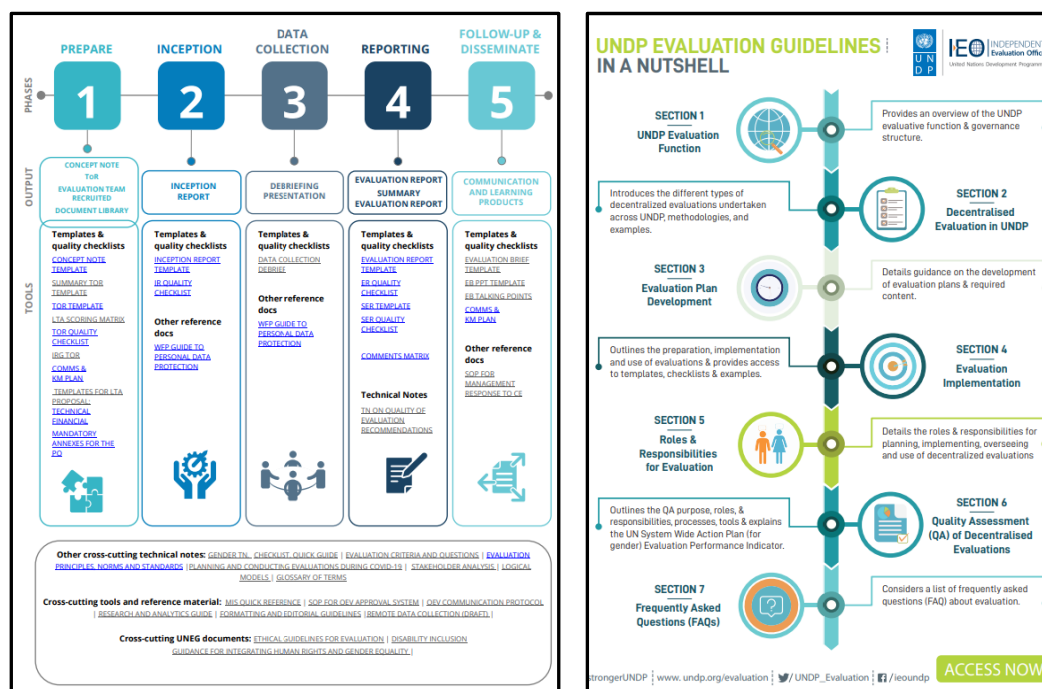 PHASES
PREPARE
1
INCEPTION
2
DATA
COLLECTION
3
REPORTING
4
FOLLOW-UP &
DISSEMINATE
5
OUTPUT
CONCEPT NOTE
ToR
EVALUATION TEAM
RECRUITED
DOCUMENT LIBRARY
INCEPTION
REPORT
DEBRIEFING
PRESENTATION
EVALUATION REPORT
SUMMARY
EVALUATION REPORT
COMMUNICATION
AND LEARNING
PRODUCTS
TOOLS
Templates &
quality checklists
CONCEPT NOTE
TEMPLATE
SUMMARY TOR
TEMPLATE
TOR TEMPLATE
LTA SCORING MATRIX
TOR QUALITY
CHECKLIST
IRG TOR
COMMS &
KM PLAN
TEMPLATES FOR LTA
PROPOSAL:
TECHNICAL
FINANCIAL
MANDATORY
ANNEXES FOR THE
PO
Templates &
quality checklists
INCEPTION REPORT
TEMPLATE
IR QUALITY
CHECKLIST
Other reference
docs
WFP GUIDE TO
PERSONAL DATA
PROTECTION
Templates &
quality checklists
DATA COLLECTION
DEBRIEF
Other reference
docs
WFP GUIDE TO
PERSONAL DATA
PROTECTION
Templates &
quality checklists
EVALUATION REPORT
TEMPLATE
ER QUALITY
CHECKLIST
SER TEMPLATE
SER QUALITY
CHECKLIST
COMMENTS MATRIX
Technical Notes
TN ON QUALITY OF
EVALUATION
RECOMMENDATIONS
Templates &
quality checklists
EVALUATION BRIEF
TEMPLATE
EB PPT TEMPLATE
EB TALKING POINTS
COMMS &
KM PLAN
Other reference
docs
SOP FOR
MANAGEMENT
RESPONSE TO CE
Other cross-cutting technical notes: GENDER TN, CHECKLIST, QUICK GUIDE | EVALUATION CRITERIA AND QUESTIONS | EVALUATION
PRINCIPLES, NORMS AND STANDARDS |PLANNING AND CONDUCTING EVALUATIONS DURING COVID-19 | STAKEHOLDER ANALYSIS | LOGICAL
MODELS | GLOSSARY OF TERMS
Cross-cutting tools and reference material: MIS QUICK REFERENCE | SOP FOR OEV APPROVAL SYSTEM | OEV COMMUNICATION PROTOCOL
| RESEARCH AND ANALYTICS GUIDE | FORMATTING AND EDITORIAL GUIDELINES |REMOTE DATA COLLECTION (DRAFT) |
Cross-cutting UNEG documents: ETHICAL GUIDELINES FOR EVALUATION | DISABILITY INCLUSION
GUIDANCE FOR INTEGRATING HUMAN RIGHTS AND GENDER EQUALITY |
UNDP EVALUATION GUIDELINES
IN A NUTSHELL
U N
D P
IEO
INDEPENDENT
Evaluation Offic
United Nations Development Programm
SECTION 1
UNDP Evaluation
Function
Provides an overview of the UNDP
evaluative function & governance
structure.
Introduces the different types of
decentralized evaluations undertaken
across UNDP, methodologies, and
examples.
SECTION 2
Decentralised
Evaluation in UNDP
SECTION 3
Evaluation Plan
Development
Details guidance on the development
of evaluation plans & required
content.
Outlines the preparation, implementation
and use of evaluations & provides access
to templates, checklists & examples.
SECTION 4
Evaluation
Implementation
SECTION 5
Roles &
Responsibilities
for Evaluation
Details the roles & responsibilities for
planning, implementing, overseeing
and use of decentralized evaluations
Outlines the QA purpose, roles, &
responsibilities, processes, tools & explains
the UN System Wide Action Plan (for
gender) Evaluation Performance Indicator.
SECTION 6
Quality Assessment
(QA) of Decentralised
Evaluations
SECTION 7
Frequently Asked
Questions (FAQs)
Considers a list of frequently asked
questions (FAQ) about evaluation.
strongerUNDP www. undp.org/evaluation /UNDP_Evaluation /ieoundp
ACCESS NOW